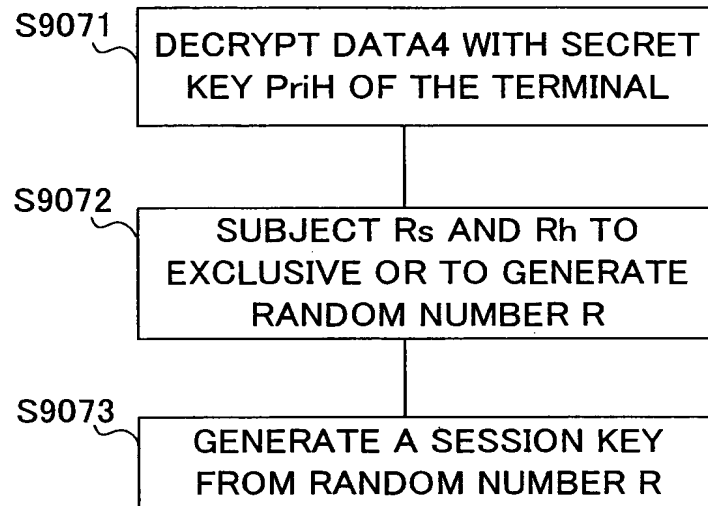 S9071
DECRYPT DATA4 WITH SECRET
KEY PriH OF THE TERMINAL
S9072
SUBJECT Rs AND Rh TO
EXCLUSIVE OR TO GENERATE
RANDOM NUMBER R
S9073
GENERATE A SESSION KEY
FROM RANDOM NUMBER R